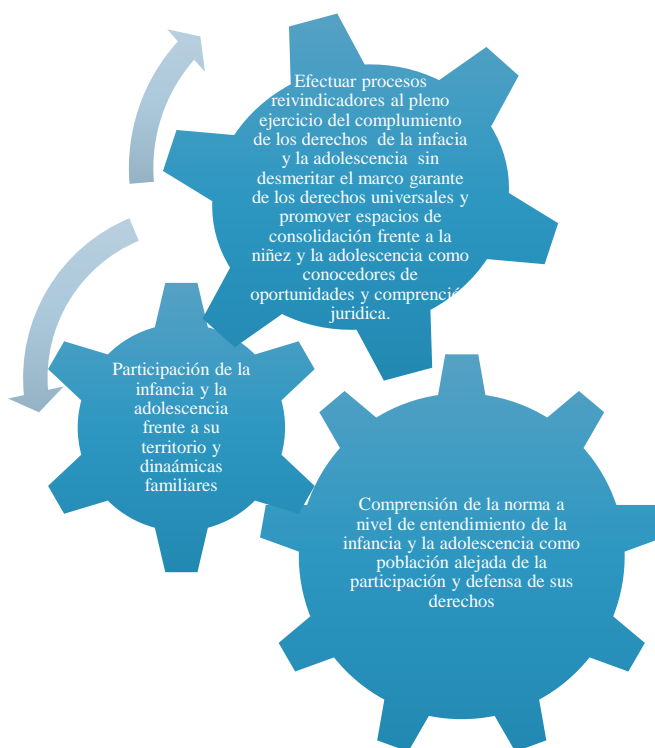 Efectuar procesos
reivindicadores al pleno
ejercicio del complumiento
de los derechos de la infacia
y la adolescencia sin
desmeritar el marco garante
de los derechos universales y
promover espacios de
consolidación frente a la
niñez y la adolescencia como
conocedores de
oportunidades y comprenció
juridica.
Participación de la
infancia y la
adolescencia
frente a su
territorio y
dinaámicas
familiares
Comprensión de la norma a
nivel de entendimiento de la
infancia y la adolescencia como
población alejada de la
participación y defensa de sus
derechos